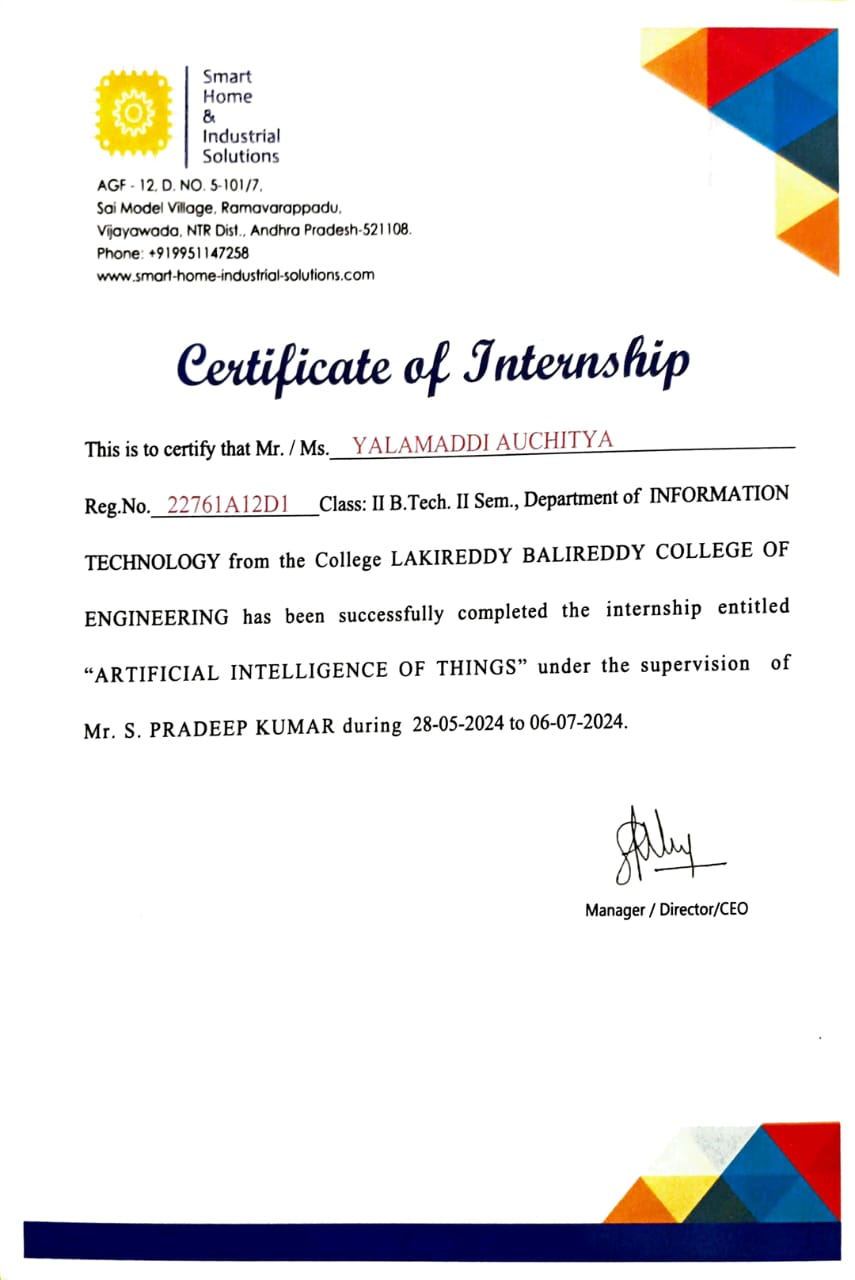 Smart
Home
&
Industrial
Solutions
AGF - 12, D. NO. 5-101/7,
Sai Model Village, Ramavarappadu,
Vijayawada, NTR Dist., Andhra Pradesh-521108.
Phone: +919951147258
www.smart-home-industrial-solutions.com
Certificate of Internship
This is to certify that Mr. / Ms. YALAMADDI AUCHITYA
Reg.No. 22761A12D1 Class: II B.Tech. II Sem., Department of INFORMATION
TECHNOLOGY from the College LAKIREDDY BALIREDDY COLLEGE OF
ENGINEERING has been successfully completed the internship entitled
“ARTIFICIAL INTELLIGENCE OF THINGS” under the supervision of
Mr. S. PRADEEP KUMAR during 28-05-2024 to 06-07-2024.
Manager / Director/CEO